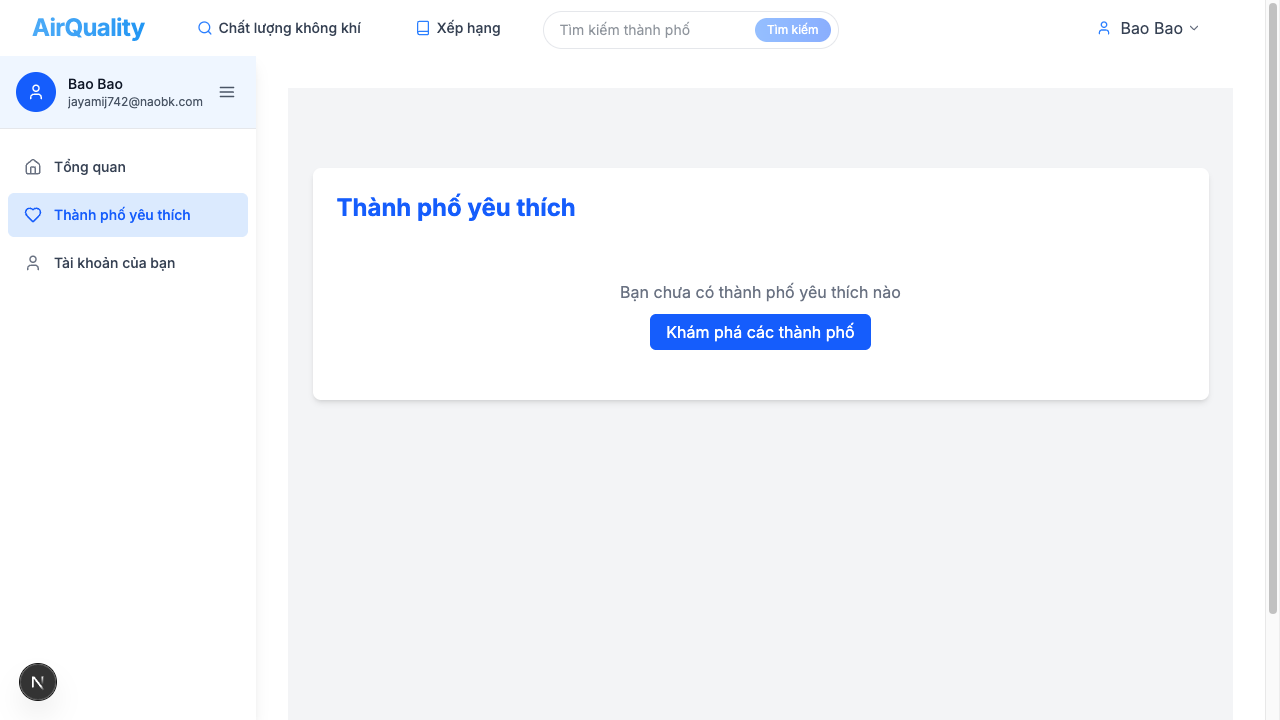 AirQuality
Chất lượng không khí
Xếp hạng
Tìm kiếm thành phố
Tìm kiếm
Bao Bao
Bao Bao
jayamij742@naobk.com
Tổng quan
Thành phố yêu thích
Tài khoản của bạn
Thành phố yêu thích
Bạn chưa có thành phố yêu thích nào
Khám phá các thành phố
N